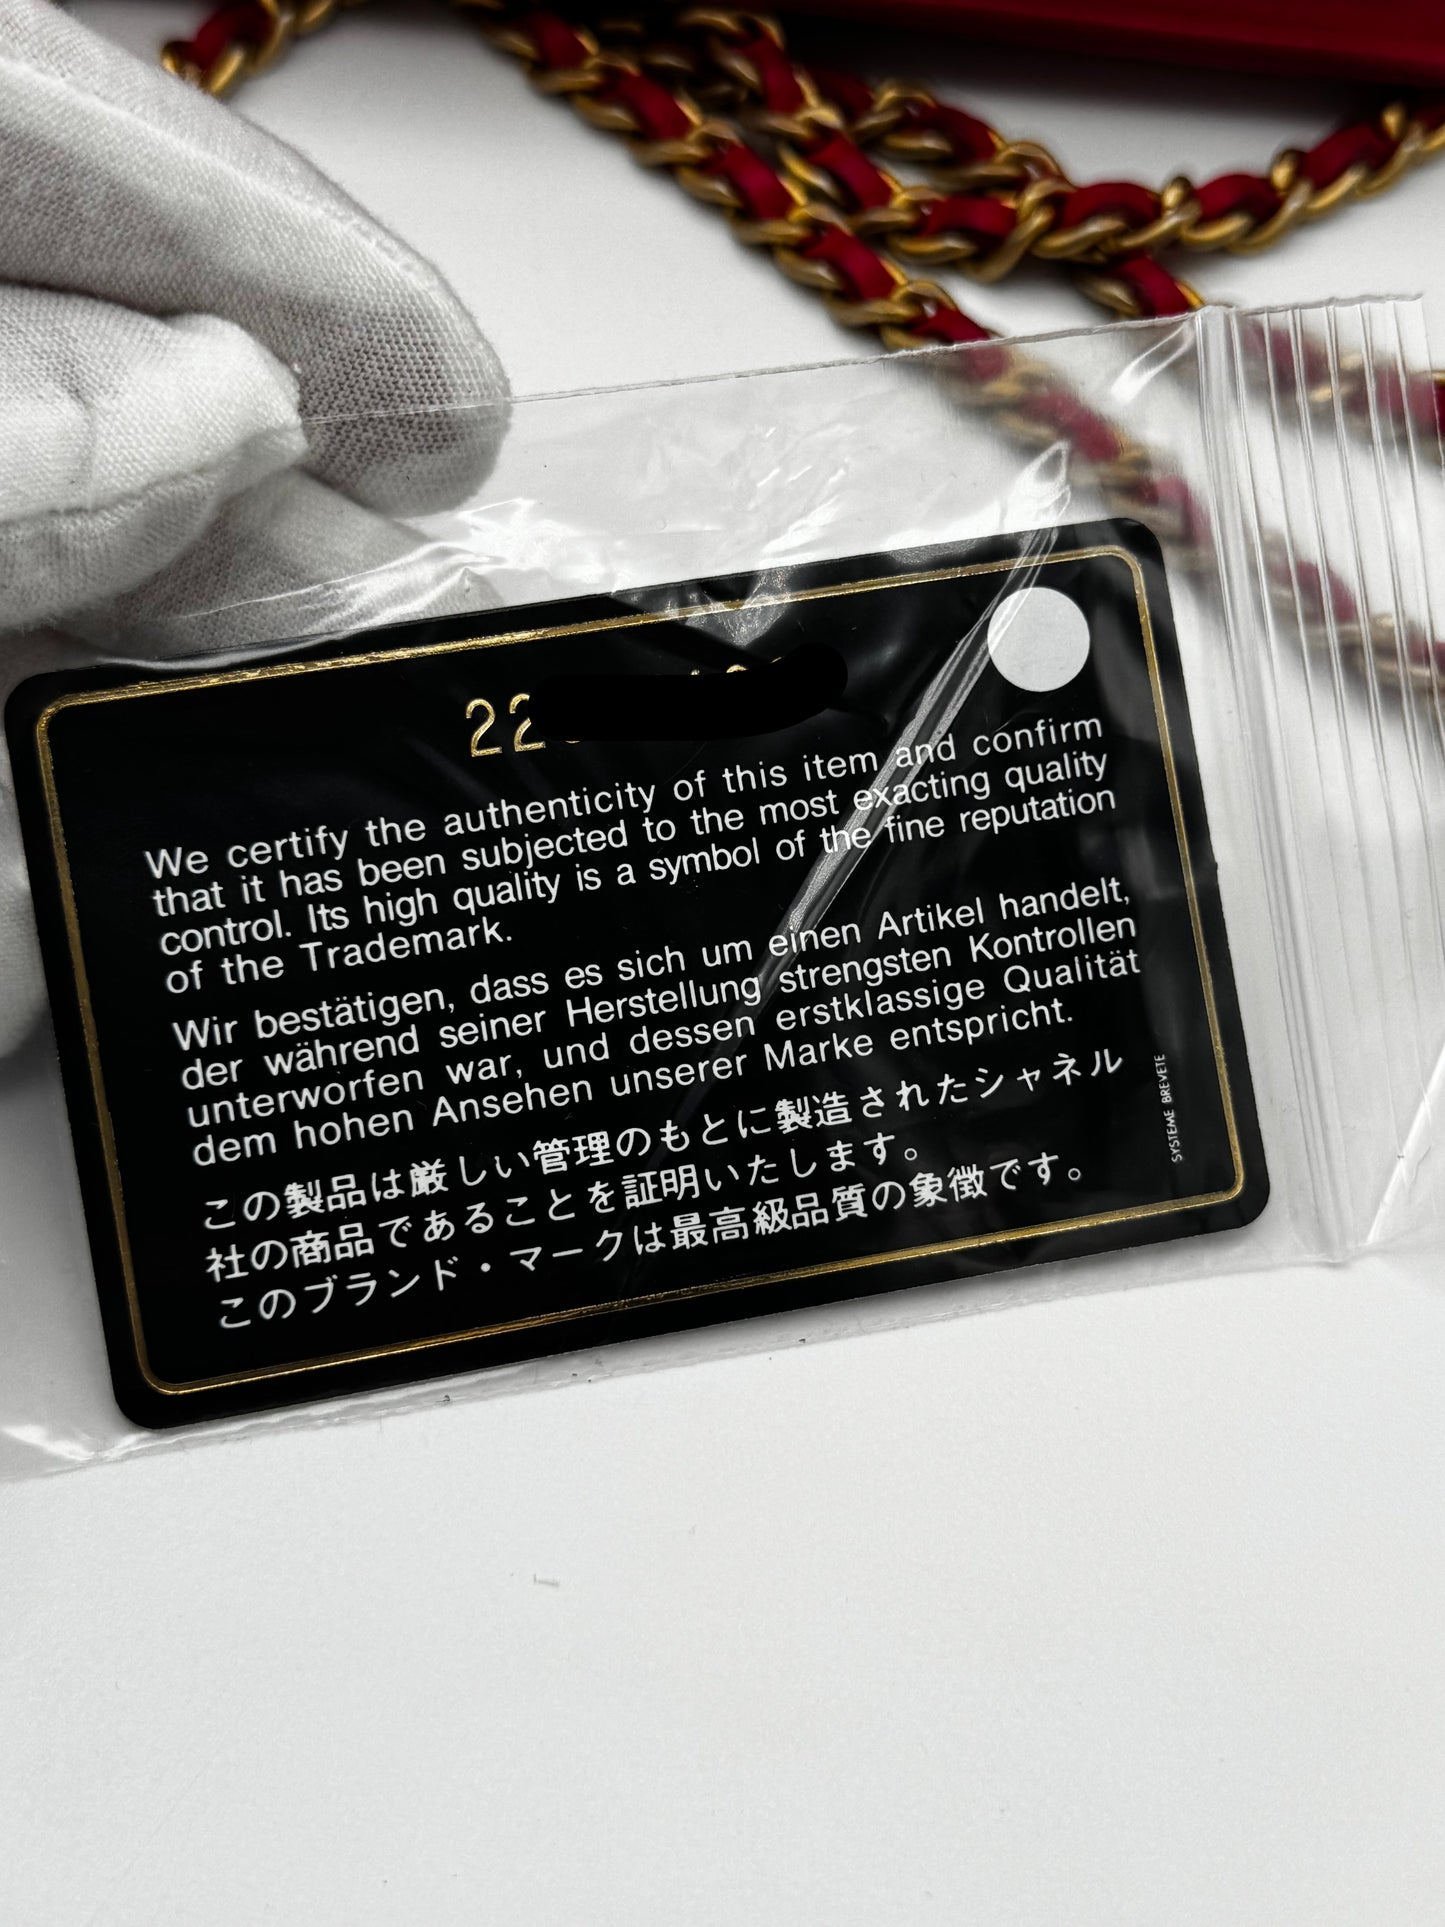 22
We certify the authenticity of this item and confirm
that it has been subjected to the most exacting quality
control. Its high quality is a symbol of the fine reputation
of the Trademark.
Wir bestätigen, dass es sich um einen Artikel handelt,
der während seiner Herstellung strengsten Kontrollen
unterworfen war, und dessen erstklassige Qualität
dem hohen Ansehen unserer Marke entspricht.
この製品は厳しい管理のもとに製造されたシャネル
社の商品であることを証明いたします。
このブランド・マークは最高級品質の象徴です。
SYSTEME BREVETE